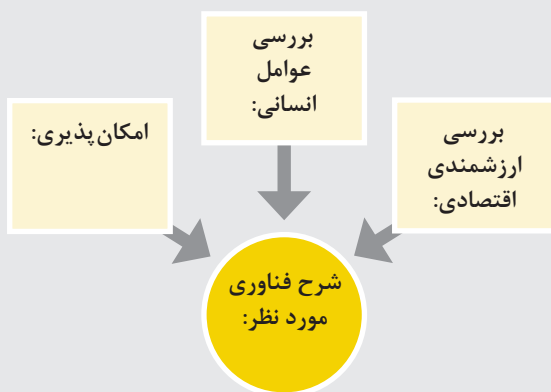 بررسی
عوامل
انسانی:
بررسی
ارزشمندی
اقتصادی:
امکان‌پذیری:
شرح فناوری
مورد نظر: